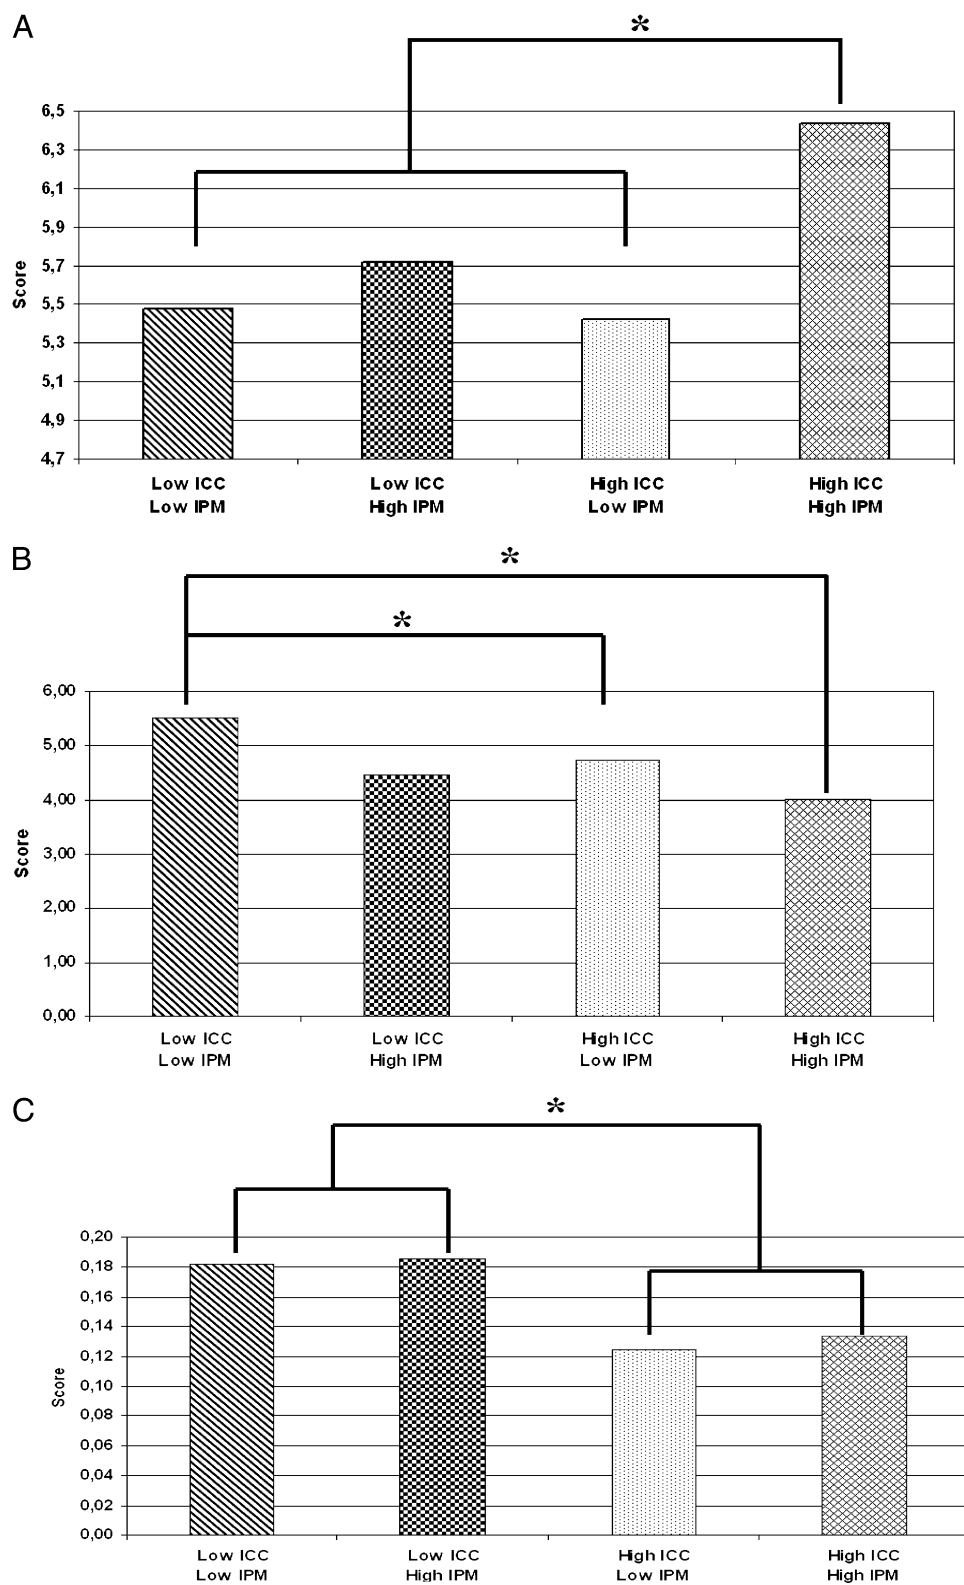 A
*
6,5
6,3
6,1
5,9
5,7
5,5
5,3
5,1
4,9
4,7
Score
Low ICC Low ICC High ICC High ICC
Low IPM High IPM Low IPM High IPM
B
*
*
6,00
5,00
4,00
3,00
2,00
1,00
0,00
Score
Low ICC Low ICC High ICC High ICC
Low IPM High IPM Low IPM High IPM
C
*
0,20
0,18
0,16
0,14
0,12
0,10
0,08
0,06
0,04
0,02
0,00
Score
Low ICC Low ICC High ICC High ICC
Low IPM High IPM Low IPM High IPM